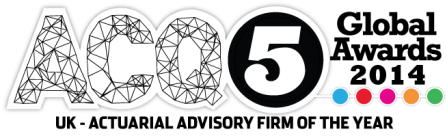 ACQ5
Global
Awards
2014
UK - ACTUARIAL ADVISORY FIRM OF THE YEAR